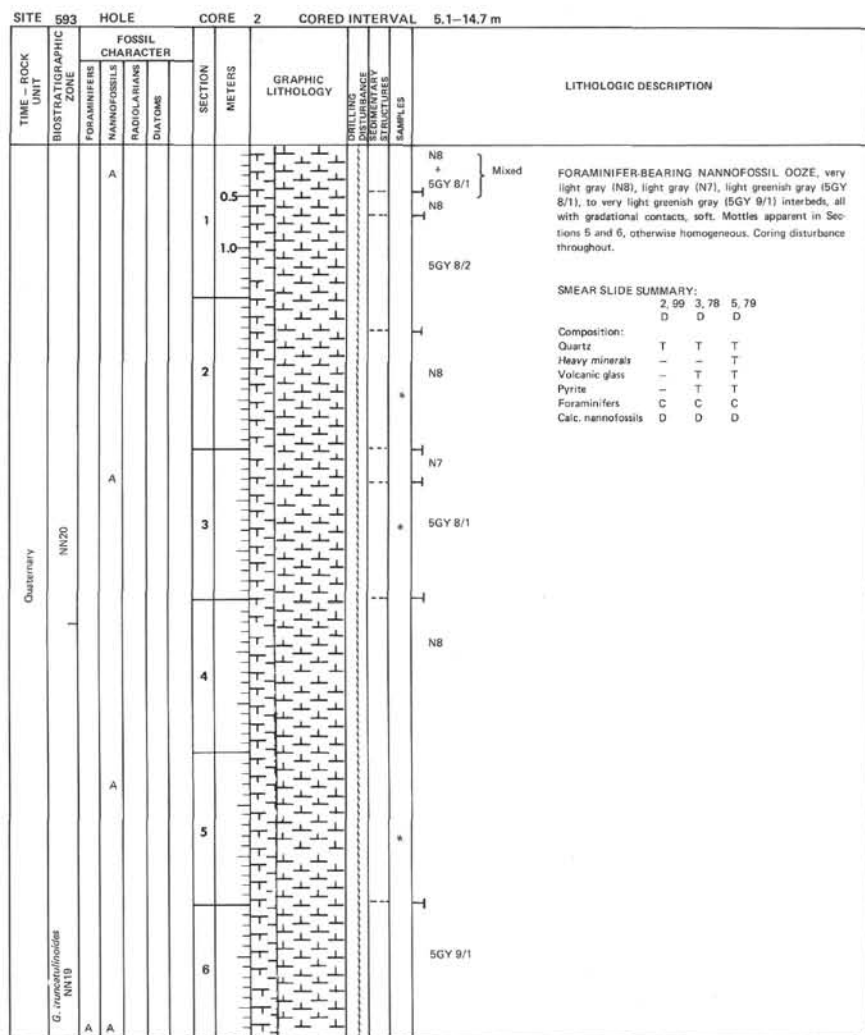 SITE 593 HOLE CORE 2 CORED INTERVAL 5.1–14.7 m
TIME – ROCK UNIT
BIOSTRATIGRAPHIC ZONE
FOSSIL CHARACTER
FORAMINIFERS
NANNOFOSSILS
RADIOLARIANS
DIATOMS
SECTION
METERS
GRAPHIC LITHOLOGY
DRILLING DISTURBANCE
SEDIMENTARY STRUCTURES
SAMPLES
LITHOLOGIC DESCRIPTION
Quaternary
NN20
G. truncatulinoides
NN19
A
A
A
A A
0.5
1
1.0
2
3
4
5
6
*
*
*
N8
+
5GY 8/1
Mixed
N8
5GY 8/2
N8
N7
5GY 8/1
N8
5GY 9/1
FORAMINIFER-BEARING NANNOFOSSIL OOZE, very
light gray (N8), light gray (N7), light greenish gray (5GY
8/1), to very light greenish gray (5GY 9/1) interbeds, all
with gradational contacts, soft. Mottles apparent in Sec-
tions 5 and 6, otherwise homogeneous. Coring disturbance
throughout.
SMEAR SLIDE SUMMARY:
2, 99 3, 78 5, 79
D D D
Composition:
Quartz T T T
Heavy minerals – – T
Volcanic glass – T T
Pyrite – T T
Foraminifers C C C
Calc. nannofossils D D D